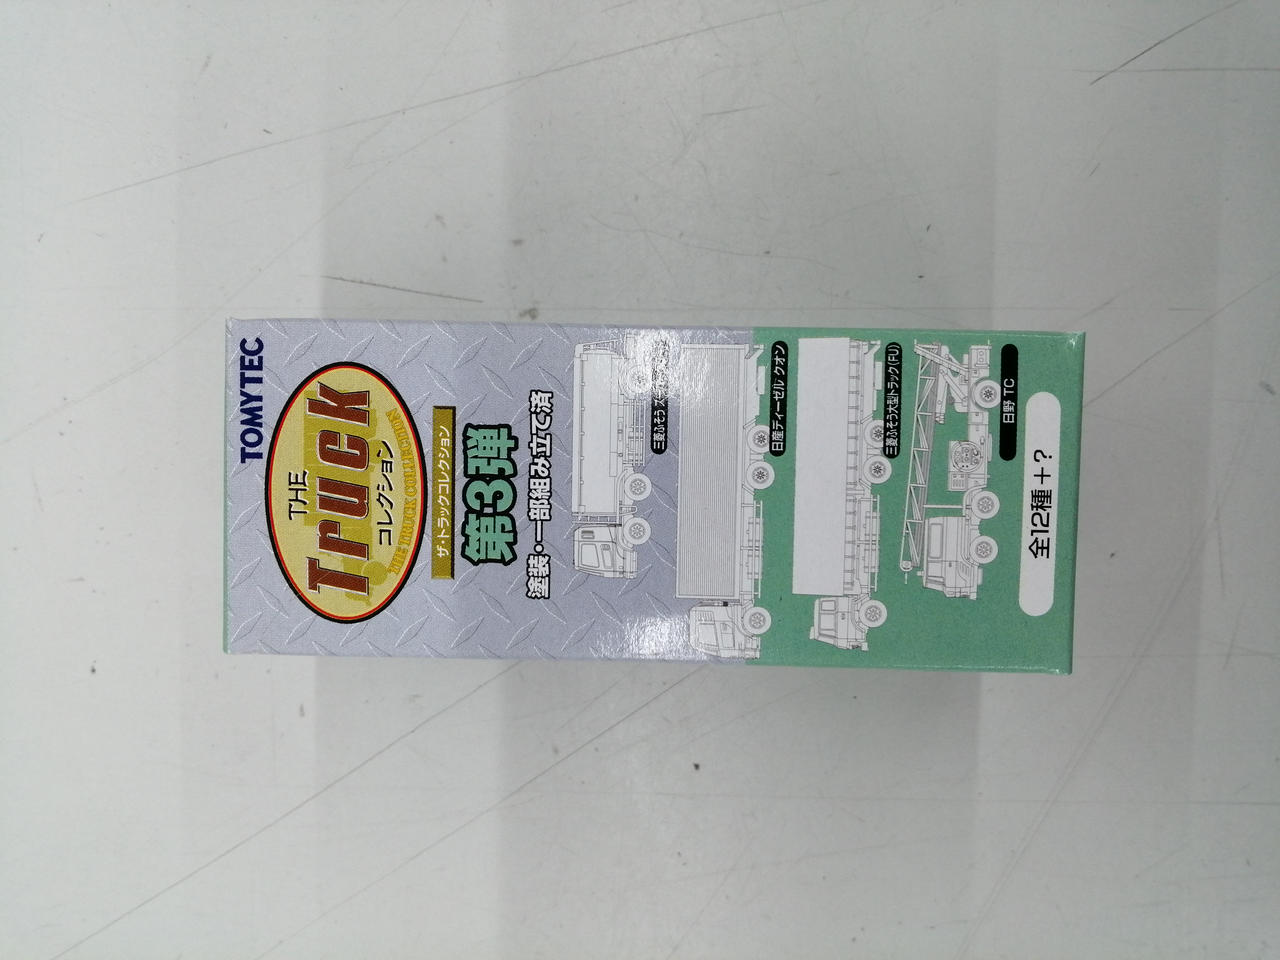 TOMYTEC
THE
Truck
コレクション
THE TRUCK COLLECTION
ザ・トラックコレクション
第3弾
塗装・一部組み立て済
三菱ふそう
日産ディーゼル クオン
三菱ふそう大型トラック(FU)
日野 TC
全12種+?